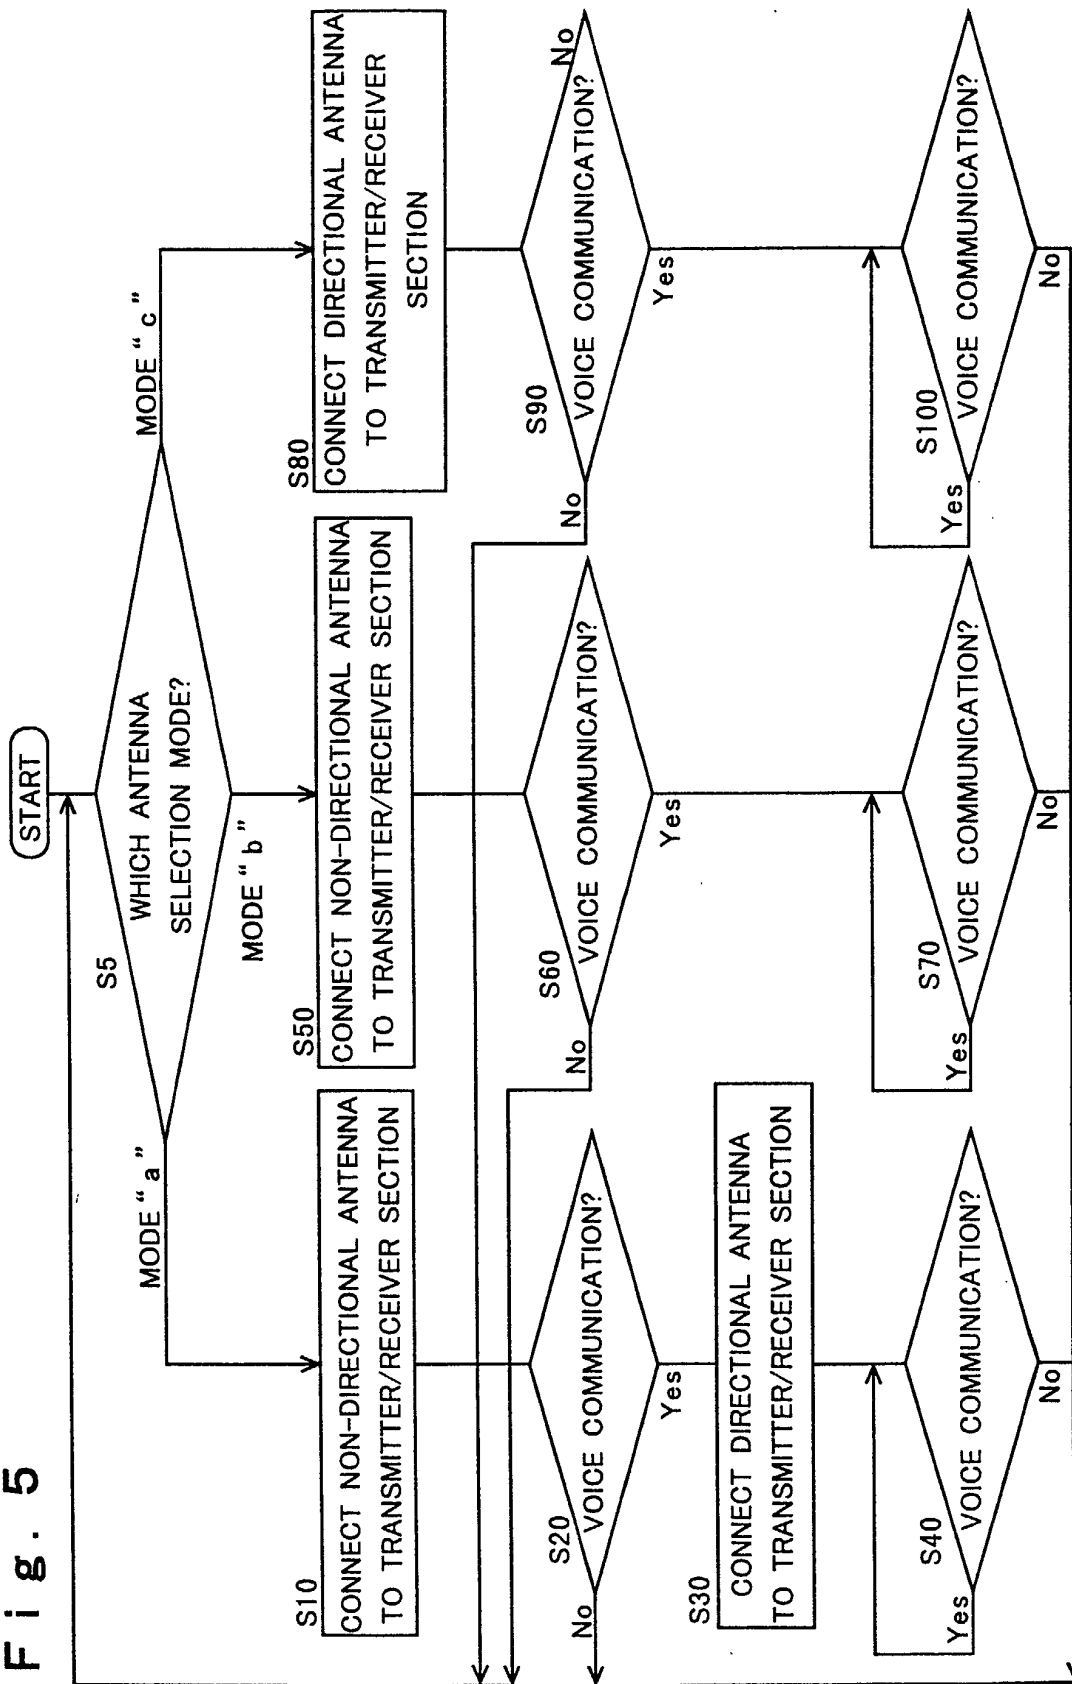 Fig. 5
START
S5
WHICH ANTENNA
SELECTION MODE?
MODE "a"
MODE "b"
MODE "c"
S10
CONNECT NON-DIRECTIONAL ANTENNA
TO TRANSMITTER/RECEIVER SECTION
S50
CONNECT NON-DIRECTIONAL ANTENNA
TO TRANSMITTER/RECEIVER SECTION
S80
CONNECT DIRECTIONAL ANTENNA
TO TRANSMITTER/RECEIVER
SECTION
S20
VOICE COMMUNICATION?
No
Yes
S60
VOICE COMMUNICATION?
No
Yes
S90
VOICE COMMUNICATION?
No
No
Yes
S30
CONNECT DIRECTIONAL ANTENNA
TO TRANSMITTER/RECEIVER SECTION
S40
VOICE COMMUNICATION?
Yes
No
S70
VOICE COMMUNICATION?
Yes
No
S100
VOICE COMMUNICATION?
Yes
No